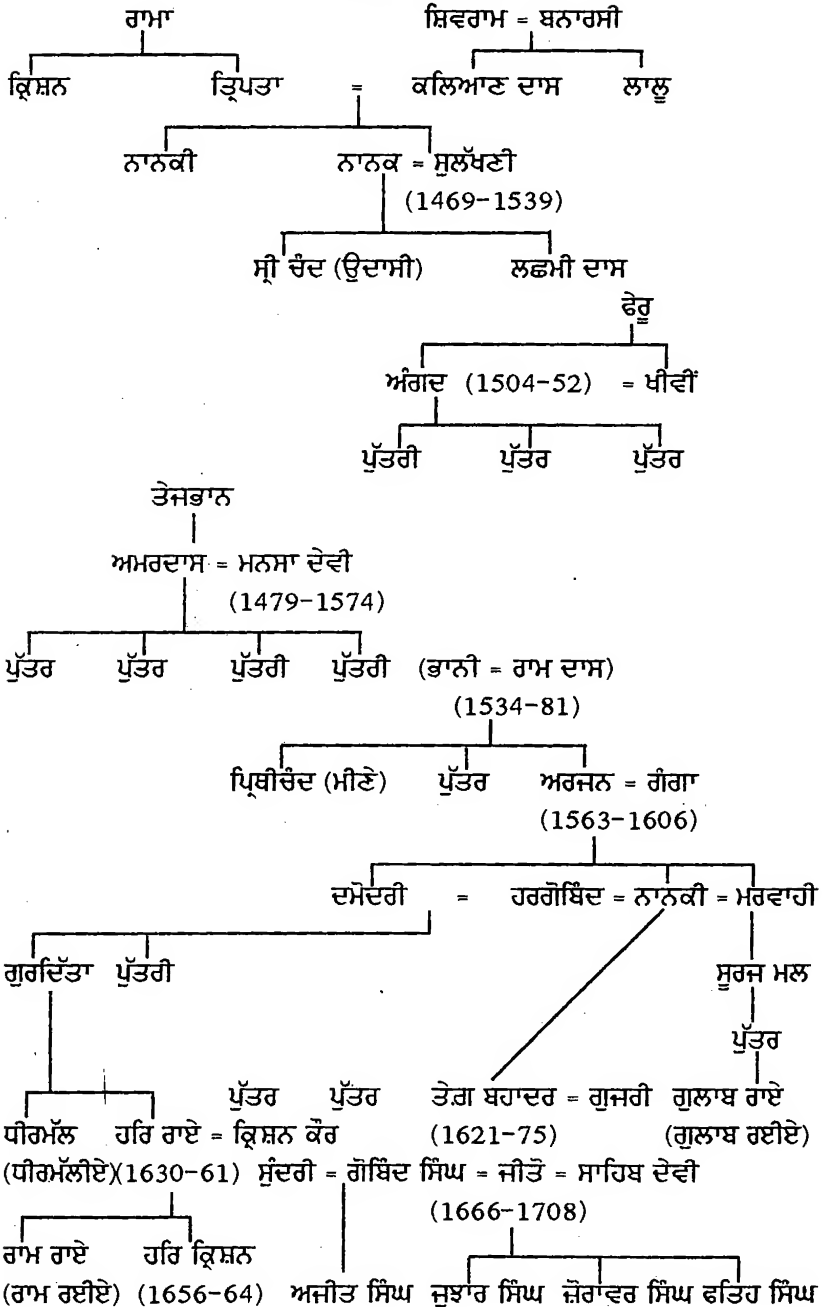 ਰਾਮਾ ਸ਼ਿਵਰਾਮ = ਬਨਾਰਸੀ
ਕ੍ਰਿਸ਼ਨ ਤ੍ਰਿਪਤਾ = ਕਲਿਆਣ ਦਾਸ ਲਾਲੂ
ਨਾਨਕੀ ਨਾਨਕ = ਸੁਲੱਖਣੀ
(1469-1539)
ਸ੍ਰੀ ਚੰਦ (ਉਦਾਸੀ) ਲਛਮੀ ਦਾਸ
ਫੇਰੂ
ਅੰਗਦ (1504-52) = ਖੀਵੀਂ
ਪੁੱਤਰੀ ਪੁੱਤਰ ਪੁੱਤਰ
ਤੇਜਭਾਨ
ਅਮਰਦਾਸ = ਮਨਸਾ ਦੇਵੀ
(1479-1574)
ਪੁੱਤਰ ਪੁੱਤਰ ਪੁੱਤਰੀ ਪੁੱਤਰੀ (ਭਾਨੀ = ਰਾਮ ਦਾਸ)
(1534-81)
ਪ੍ਰਿਥੀਚੰਦ (ਮੀਣੇ) ਪੁੱਤਰ ਅਰਜਨ = ਗੰਗਾ
(1563-1606)
ਦਮੋਦਰੀ = ਹਰਗੋਬਿੰਦ = ਨਾਨਕੀ = ਮਰਵਾਹੀ
ਗੁਰਦਿੱਤਾ ਪੁੱਤਰੀ ਸੂਰਜ ਮਲ
ਪੁੱਤਰ
ਪੁੱਤਰ ਪੁੱਤਰ ਤੇਗ਼ ਬਹਾਦਰ = ਗੁਜਰੀ ਗੁਲਾਬ ਰਾਏ
ਧੀਰਮੱਲ ਹਰਿ ਰਾਏ = ਕ੍ਰਿਸ਼ਨ ਕੌਰ (1621-75) (ਗੁਲਾਬ ਰਈਏ)
(ਧੀਰਮੱਲੀਏ)(1630-61) ਸੁੰਦਰੀ = ਗੋਬਿੰਦ ਸਿੰਘ = ਜੀਤੋ = ਸਾਹਿਬ ਦੇਵੀ
(1666-1708)
ਰਾਮ ਰਾਏ ਹਰਿ ਕ੍ਰਿਸ਼ਨ
(ਰਾਮ ਰਈਏ) (1656-64) ਅਜੀਤ ਸਿੰਘ ਜੁਝਾਰ ਸਿੰਘ ਜ਼ੋਰਾਵਰ ਸਿੰਘ ਫਤਿਹ ਸਿੰਘ